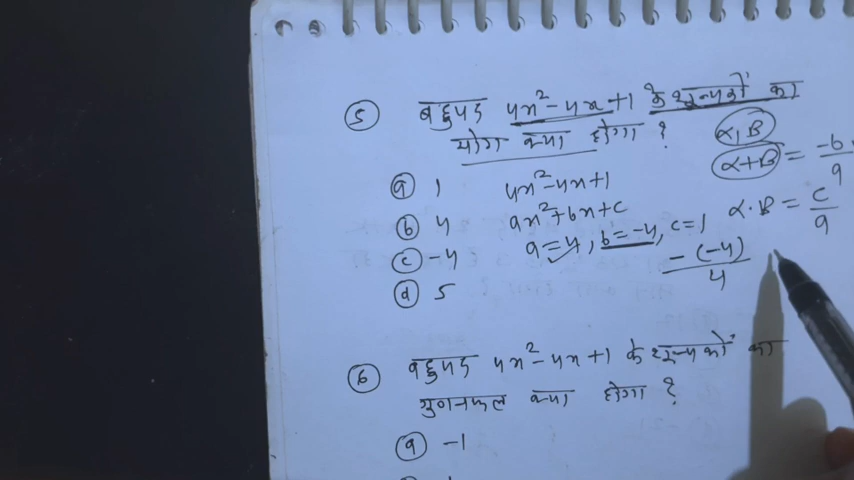 ⑤ बहुपद 4x²-4x+1 के शून्यकों का
योग क्या होगा ?
ⓐ 1
ⓑ 4
ⓒ -4
ⓓ 5
4x²-4x+1
ax²+bx+c
a=4, b=-4, c=1
-(-4)/4
α,β
α+β = -b/a
α·β = c/a
⑥ बहुपद 4x²-4x+1 के शून्यकों का
गुणनफल क्या होगा ?
ⓐ -1